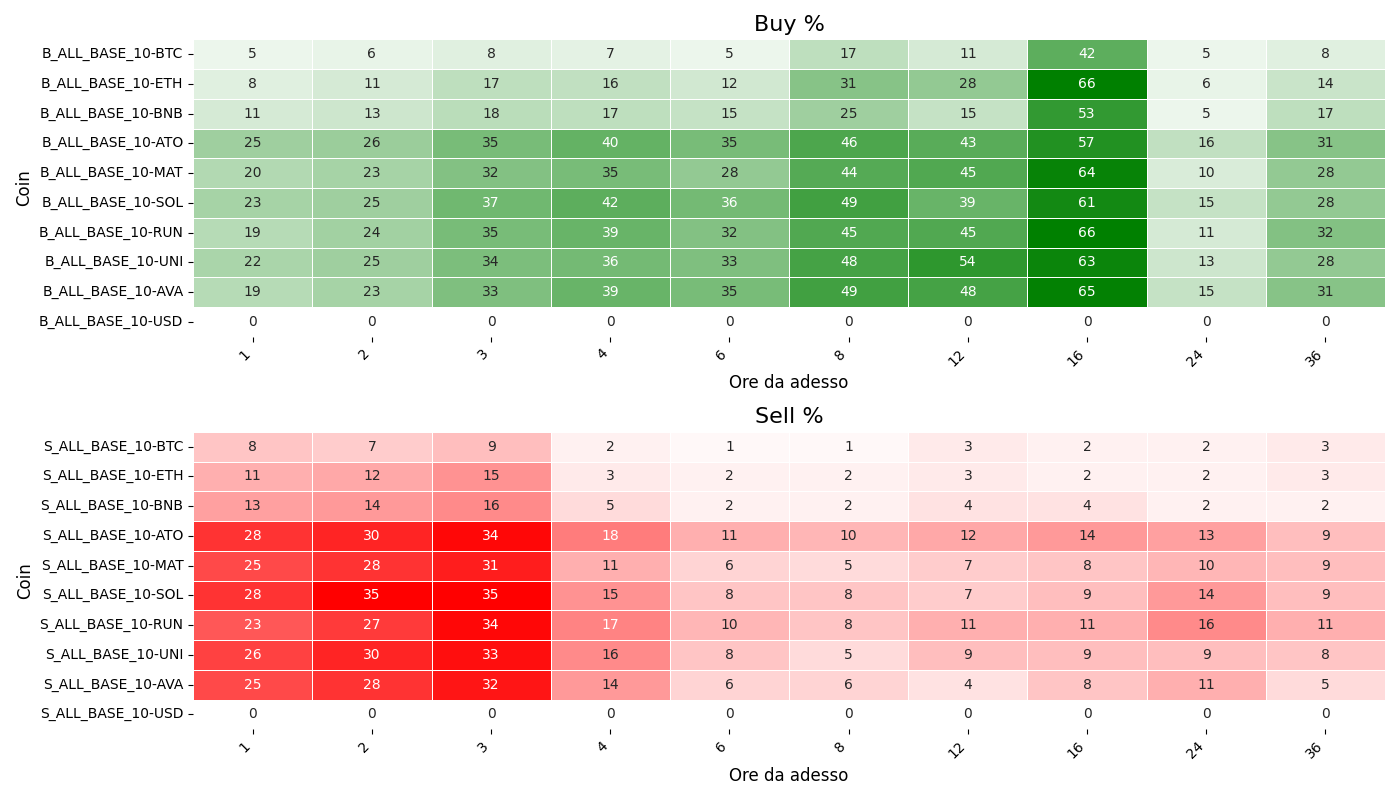 Buy %
Coin
B_ALL_BASE_10-BTC 5 6 8 7 5 17 11 42 5 8
B_ALL_BASE_10-ETH 8 11 17 16 12 31 28 66 6 14
B_ALL_BASE_10-BNB 11 13 18 17 15 25 15 53 5 17
B_ALL_BASE_10-ATO 25 26 35 40 35 46 43 57 16 31
B_ALL_BASE_10-MAT 20 23 32 35 28 44 45 64 10 28
B_ALL_BASE_10-SOL 23 25 37 42 36 49 39 61 15 28
B_ALL_BASE_10-RUN 19 24 35 39 32 45 45 66 11 32
B_ALL_BASE_10-UNI 22 25 34 36 33 48 54 63 13 28
B_ALL_BASE_10-AVA 19 23 33 39 35 49 48 65 15 31
B_ALL_BASE_10-USD 0 0 0 0 0 0 0 0 0 0
1 2 3 4 6 8 12 16 24 36
Ore da adesso
Sell %
Coin
S_ALL_BASE_10-BTC 8 7 9 2 1 1 3 2 2 3
S_ALL_BASE_10-ETH 11 12 15 3 2 2 3 2 2 3
S_ALL_BASE_10-BNB 13 14 16 5 2 2 4 4 2 2
S_ALL_BASE_10-ATO 28 30 34 18 11 10 12 14 13 9
S_ALL_BASE_10-MAT 25 28 31 11 6 5 7 8 10 9
S_ALL_BASE_10-SOL 28 35 35 15 8 8 7 9 14 9
S_ALL_BASE_10-RUN 23 27 34 17 10 8 11 11 16 11
S_ALL_BASE_10-UNI 26 30 33 16 8 5 9 9 9 8
S_ALL_BASE_10-AVA 25 28 32 14 6 6 4 8 11 5
S_ALL_BASE_10-USD 0 0 0 0 0 0 0 0 0 0
1 2 3 4 6 8 12 16 24 36
Ore da adesso